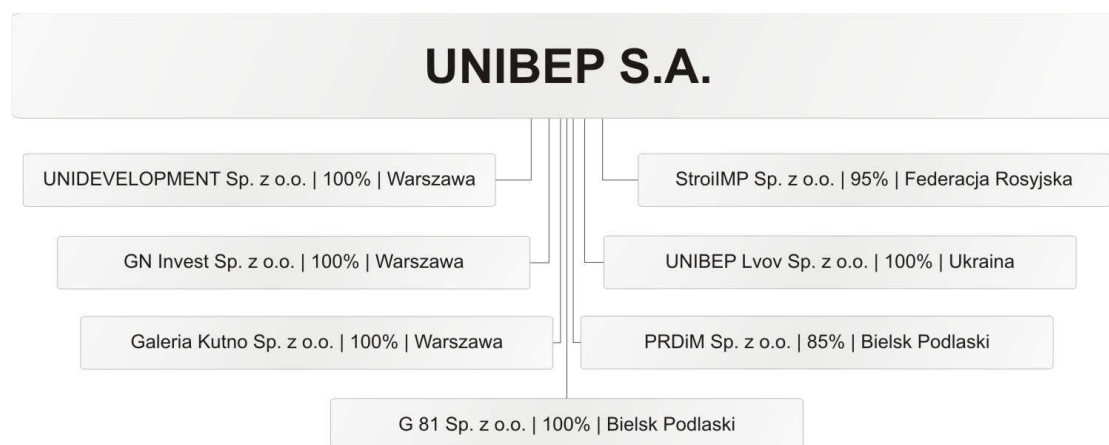 UNIBEP S.A.
UNIDEVELOPMENT Sp. z o.o. | 100% | Warszawa
StroiIMP Sp. z o.o. | 95% | Federacja Rosyjska
GN Invest Sp. z o.o. | 100% | Warszawa
UNIBEP Lvov Sp. z o.o. | 100% | Ukraina
Galeria Kutno Sp. z o.o. | 100% | Warszawa
PRDiM Sp. z o.o. | 85% | Bielsk Podlaski
G 81 Sp. z o.o. | 100% | Bielsk Podlaski